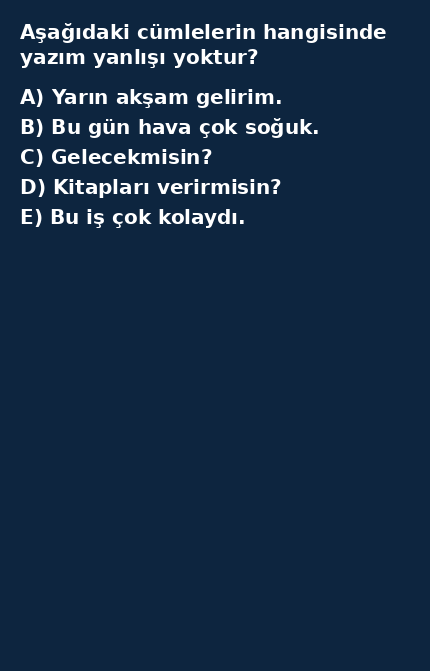 Aşağıdaki cümlelerin hangisinde
yazım yanlışı yoktur?
A) Yarın akşam gelirim.
B) Bu gün hava çok soğuk.
C) Gelecekmisin?
D) Kitapları verirmisin?
E) Bu iş çok kolaydı.